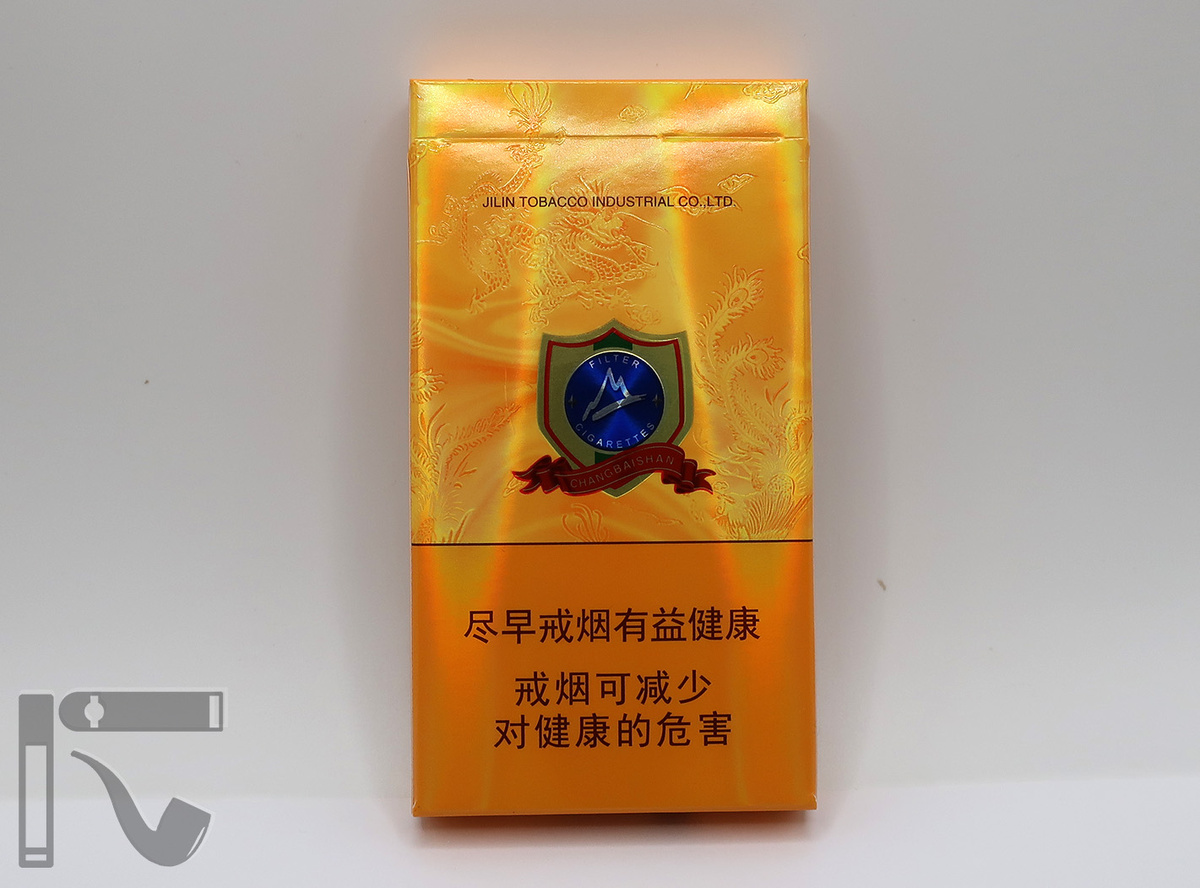 JILIN TOBACCO INDUSTRIAL CO.,LTD.
FILTER
CIGARETTES
CHANGBAISHAN
尽早戒烟有益健康
戒烟可减少
对健康的危害